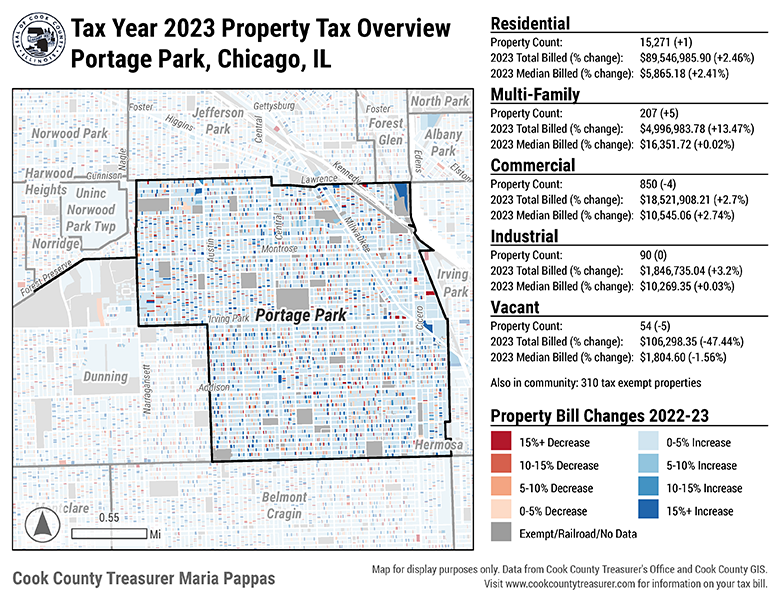 Tax Year 2023 Property Tax Overview
Portage Park, Chicago, IL
SEAL OF COOK COUNTY
ILLINOIS
Foster
Gettysburg
Foster
North Park
Higgins
Jefferson
Park
Central
Forest
Glen
Albany
Park
Norwood Park
Nagle
Edens
Elston
Harwood
Heights
Gunnison
Lawrence
Kennedy
Uninc
Norwood
Park Twp
Norridge
Austin
Central
Milwaukee
Montrose
Forest Preserve
Irving
Park
Irving Park
Portage Park
Cicero
Dunning
Narragansett
Addison
Hermosa
Belmont
Cragin
clare
0.55
Mi
Residential
Property Count: 15,271 (+1)
2023 Total Billed (% change): $89,546,985.90 (+2.46%)
2023 Median Billed (% change): $5,865.18 (+2.41%)
Multi-Family
Property Count: 207 (+5)
2023 Total Billed (% change): $4,996,983.78 (+13.47%)
2023 Median Billed (% change): $16,351.72 (+0.02%)
Commercial
Property Count: 850 (-4)
2023 Total Billed (% change): $18,521,908.21 (+2.7%)
2023 Median Billed (% change): $10,545.06 (+2.74%)
Industrial
Property Count: 90 (0)
2023 Total Billed (% change): $1,846,735.04 (+3.2%)
2023 Median Billed (% change): $10,269.35 (+0.03%)
Vacant
Property Count: 54 (-5)
2023 Total Billed (% change): $106,298.35 (-47.44%)
2023 Median Billed (% change): $1,804.60 (-1.56%)
Also in community: 310 tax exempt properties
Property Bill Changes 2022-23
15%+ Decrease
0-5% Increase
10-15% Decrease
5-10% Increase
5-10% Decrease
10-15% Increase
0-5% Decrease
15%+ Increase
Exempt/Railroad/No Data
Cook County Treasurer Maria Pappas
Map for display purposes only. Data from Cook County Treasurer's Office and Cook County GIS.
Visit www.cookcountytreasurer.com for information on your tax bill.